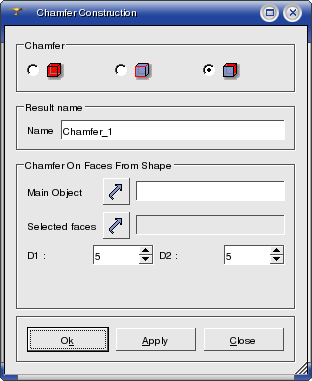 Chamfer Construction
Chamfer
Result name
Name Chamfer_1
Chamfer On Faces From Shape
Main Object
Selected faces
D1 : 5 D2 : 5
Ok Apply Close